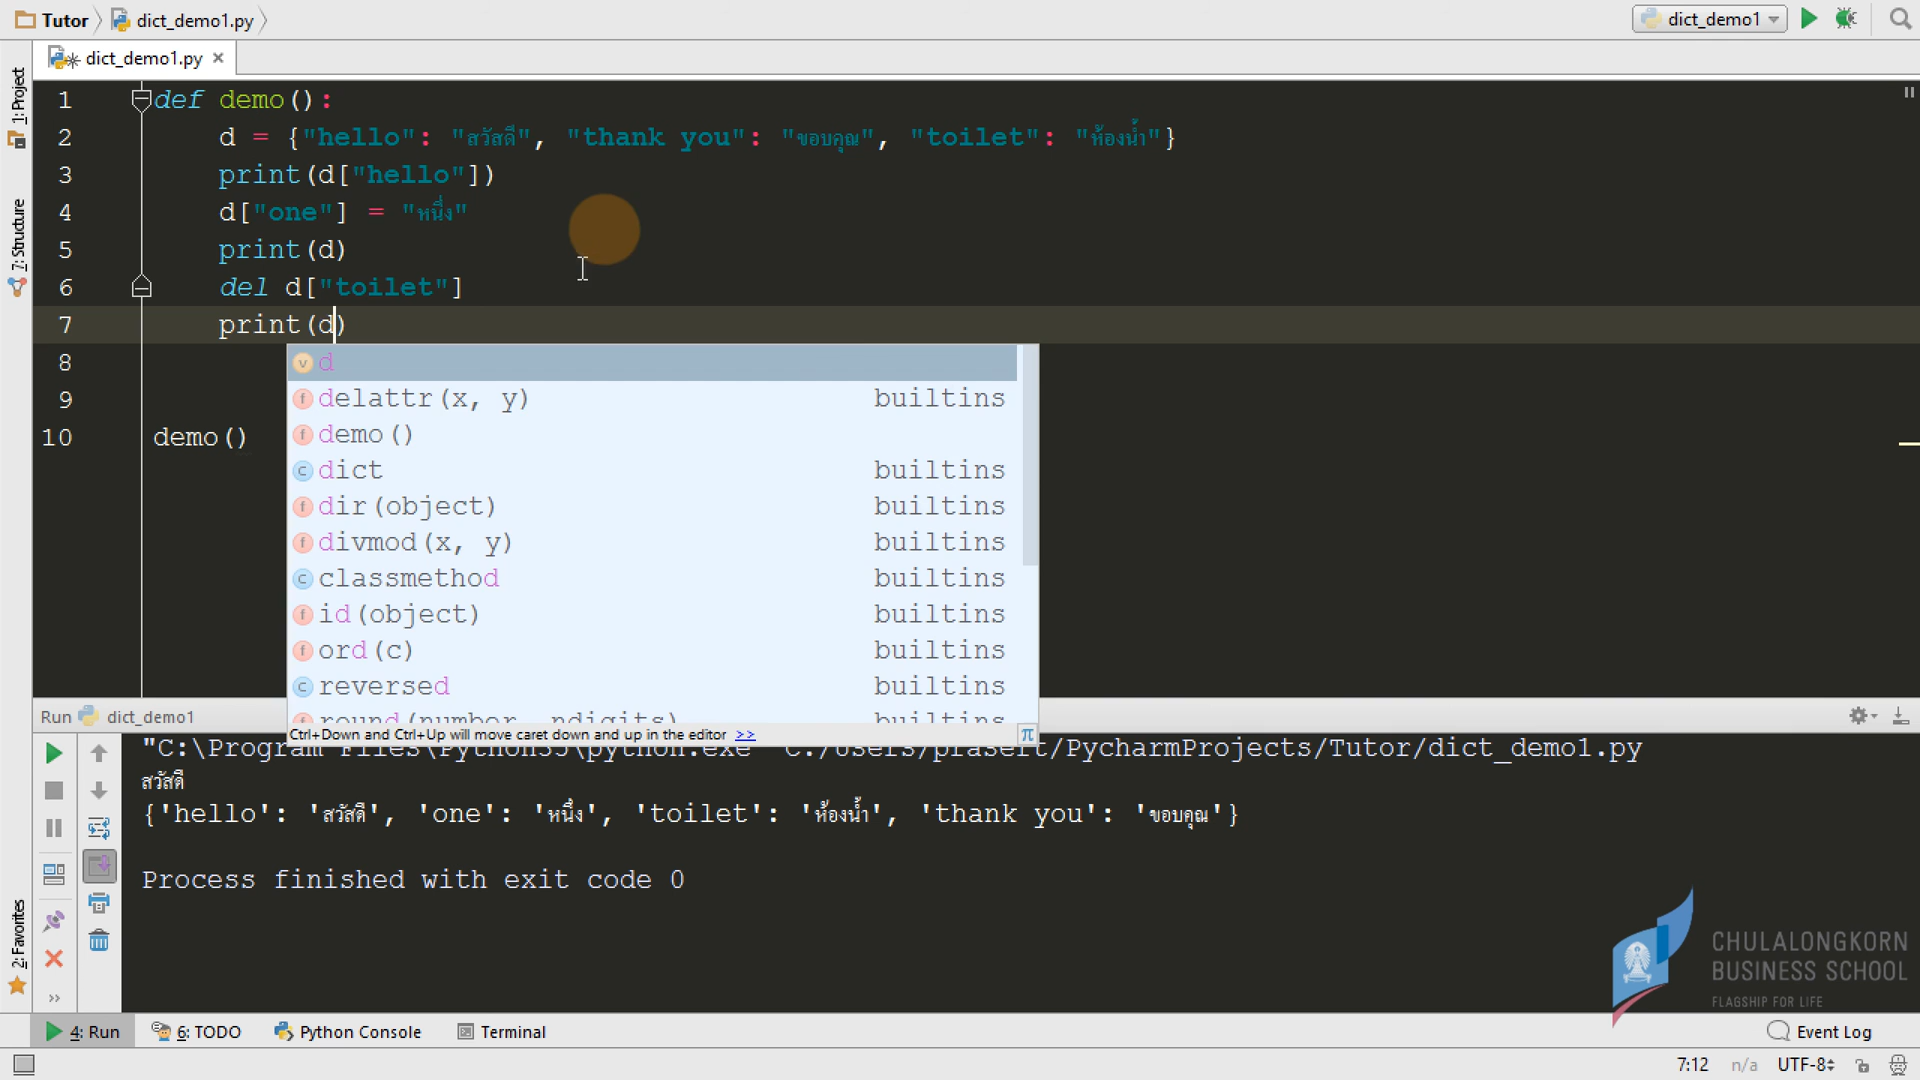 Tutor dict_demo1.py dict_demo1
dict_demo1.py
1: Project
7: Structure
2: Favorites
1 def demo():
2 d = {"hello": "สวัสดี", "thank you": "ขอบคุณ", "toilet": "ห้องน้ำ"}
3 print(d["hello"])
4 d["one"] = "หนึ่ง"
5 print(d)
6 del d["toilet"]
7 print(d)
8
9
10 demo()
d
delattr(x, y) builtins
demo()
dict builtins
dir(object) builtins
divmod(x, y) builtins
classmethod builtins
id(object) builtins
ord(c) builtins
reversed builtins
round(number, ndigits) builtins
Ctrl+Down and Ctrl+Up will move caret down and up in the editor >>
π
Run dict_demo1
"C:\Program Files\Python35\python.exe" C:/Users/prasert/PycharmProjects/Tutor/dict_demo1.py
สวัสดี
{'hello': 'สวัสดี', 'one': 'หนึ่ง', 'toilet': 'ห้องน้ำ', 'thank you': 'ขอบคุณ'}
Process finished with exit code 0
CHULALONGKORN
BUSINESS SCHOOL
FLAGSHIP FOR LIFE
4: Run 6: TODO Python Console Terminal Event Log
7:12 n/a UTF-8